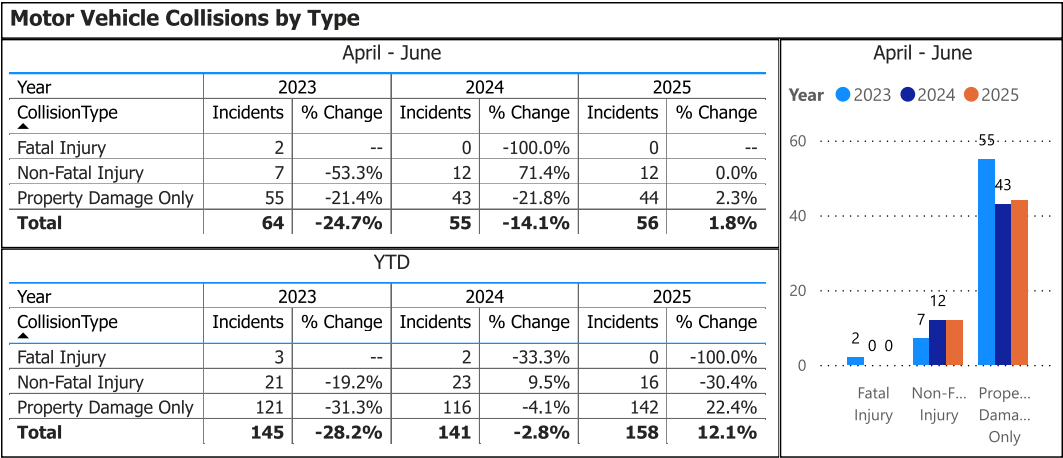 Motor Vehicle Collisions by Type
April - June
Year 2023 2024 2025
CollisionType Incidents % Change Incidents % Change Incidents % Change
Fatal Injury 2 -- 0 -100.0% 0 --
Non-Fatal Injury 7 -53.3% 12 71.4% 12 0.0%
Property Damage Only 55 -21.4% 43 -21.8% 44 2.3%
Total 64 -24.7% 55 -14.1% 56 1.8%
YTD
Year 2023 2024 2025
CollisionType Incidents % Change Incidents % Change Incidents % Change
Fatal Injury 3 -- 2 -33.3% 0 -100.0%
Non-Fatal Injury 21 -19.2% 23 9.5% 16 -30.4%
Property Damage Only 121 -31.3% 116 -4.1% 142 22.4%
Total 145 -28.2% 141 -2.8% 158 12.1%
April - June
Year 2023 2024 2025
60
55
43
40
20
12
7
2 0 0
0
Fatal Non-F... Prope...
Injury Injury Dama...
Only